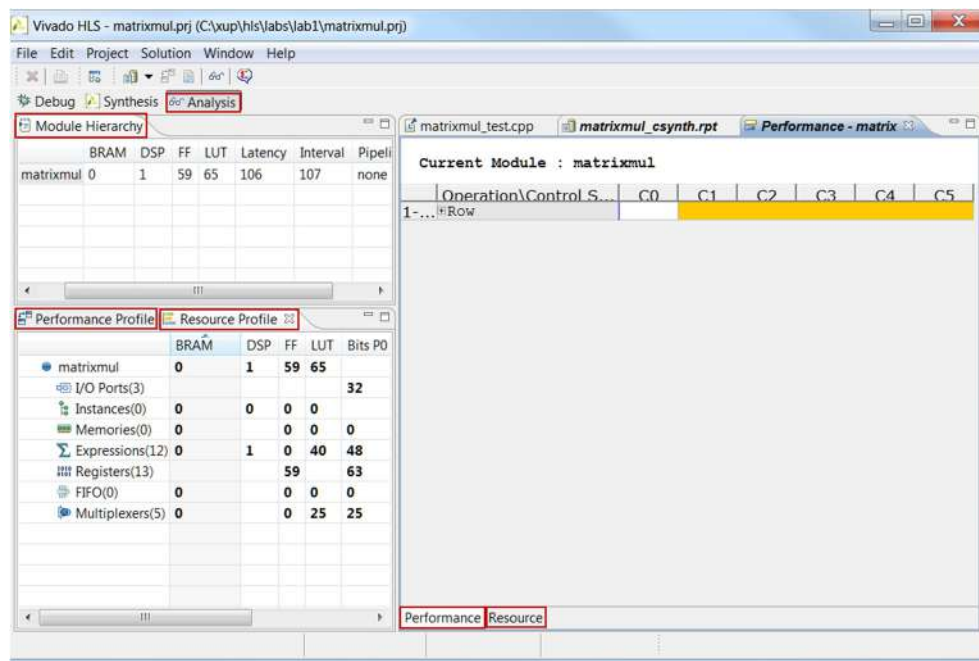 Vivado HLS - matrixmul.prj (C:\xup\hls\labs\lab1\matrixmul.prj)
File Edit Project Solution Window Help
Debug Synthesis Analysis
Module Hierarchy
BRAM DSP FF LUT Latency Interval Pipeli
matrixmul 0 1 59 65 106 107 none
Performance Profile Resource Profile
BRAM DSP FF LUT Bits P0
matrixmul 0 1 59 65
I/O Ports(3) 32
Instances(0) 0 0 0 0
Memories(0) 0 0 0 0
Expressions(12) 0 1 0 40 48
Registers(13) 59 63
FIFO(0) 0 0 0 0
Multiplexers(5) 0 0 25 25
matrixmul_test.cpp matrixmul_csynth.rpt Performance - matrix
Current Module : matrixmul
Operation\Control S... C0 C1 C2 C3 C4 C5
1-... Row
Performance Resource